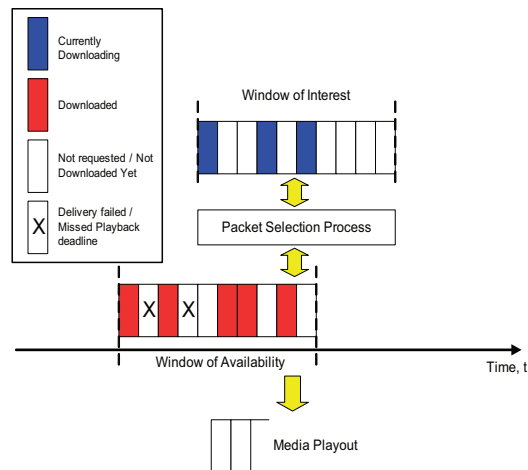 Currently
Downloading
Downloaded
Not requested / Not
Downloaded Yet
X
Delivery failed /
Missed Playback
deadline
Window of Interest
Packet Selection Process
X X
Window of Availability
Time, t
Media Playout